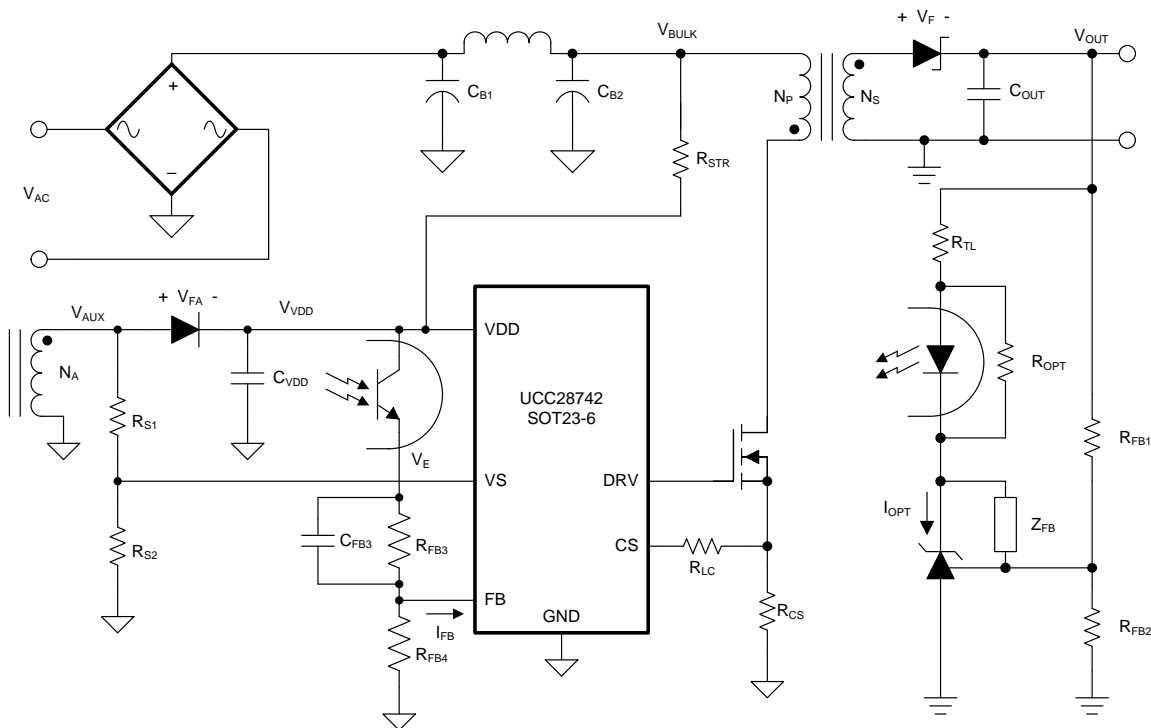 + V_F -
V_BULK
V_OUT
+
C_B1
C_B2
N_P
N_S
C_OUT
R_STR
–
V_AC
R_TL
+ V_FA -
V_AUX
V_VDD
VDD
N_A
C_VDD
R_OPT
UCC28742
SOT23-6
R_S1
R_FB1
V_E
VS
DRV
I_OPT
Z_FB
C_FB3
R_FB3
R_S2
CS
R_LC
FB
R_CS
I_FB
GND
R_FB2
R_FB4